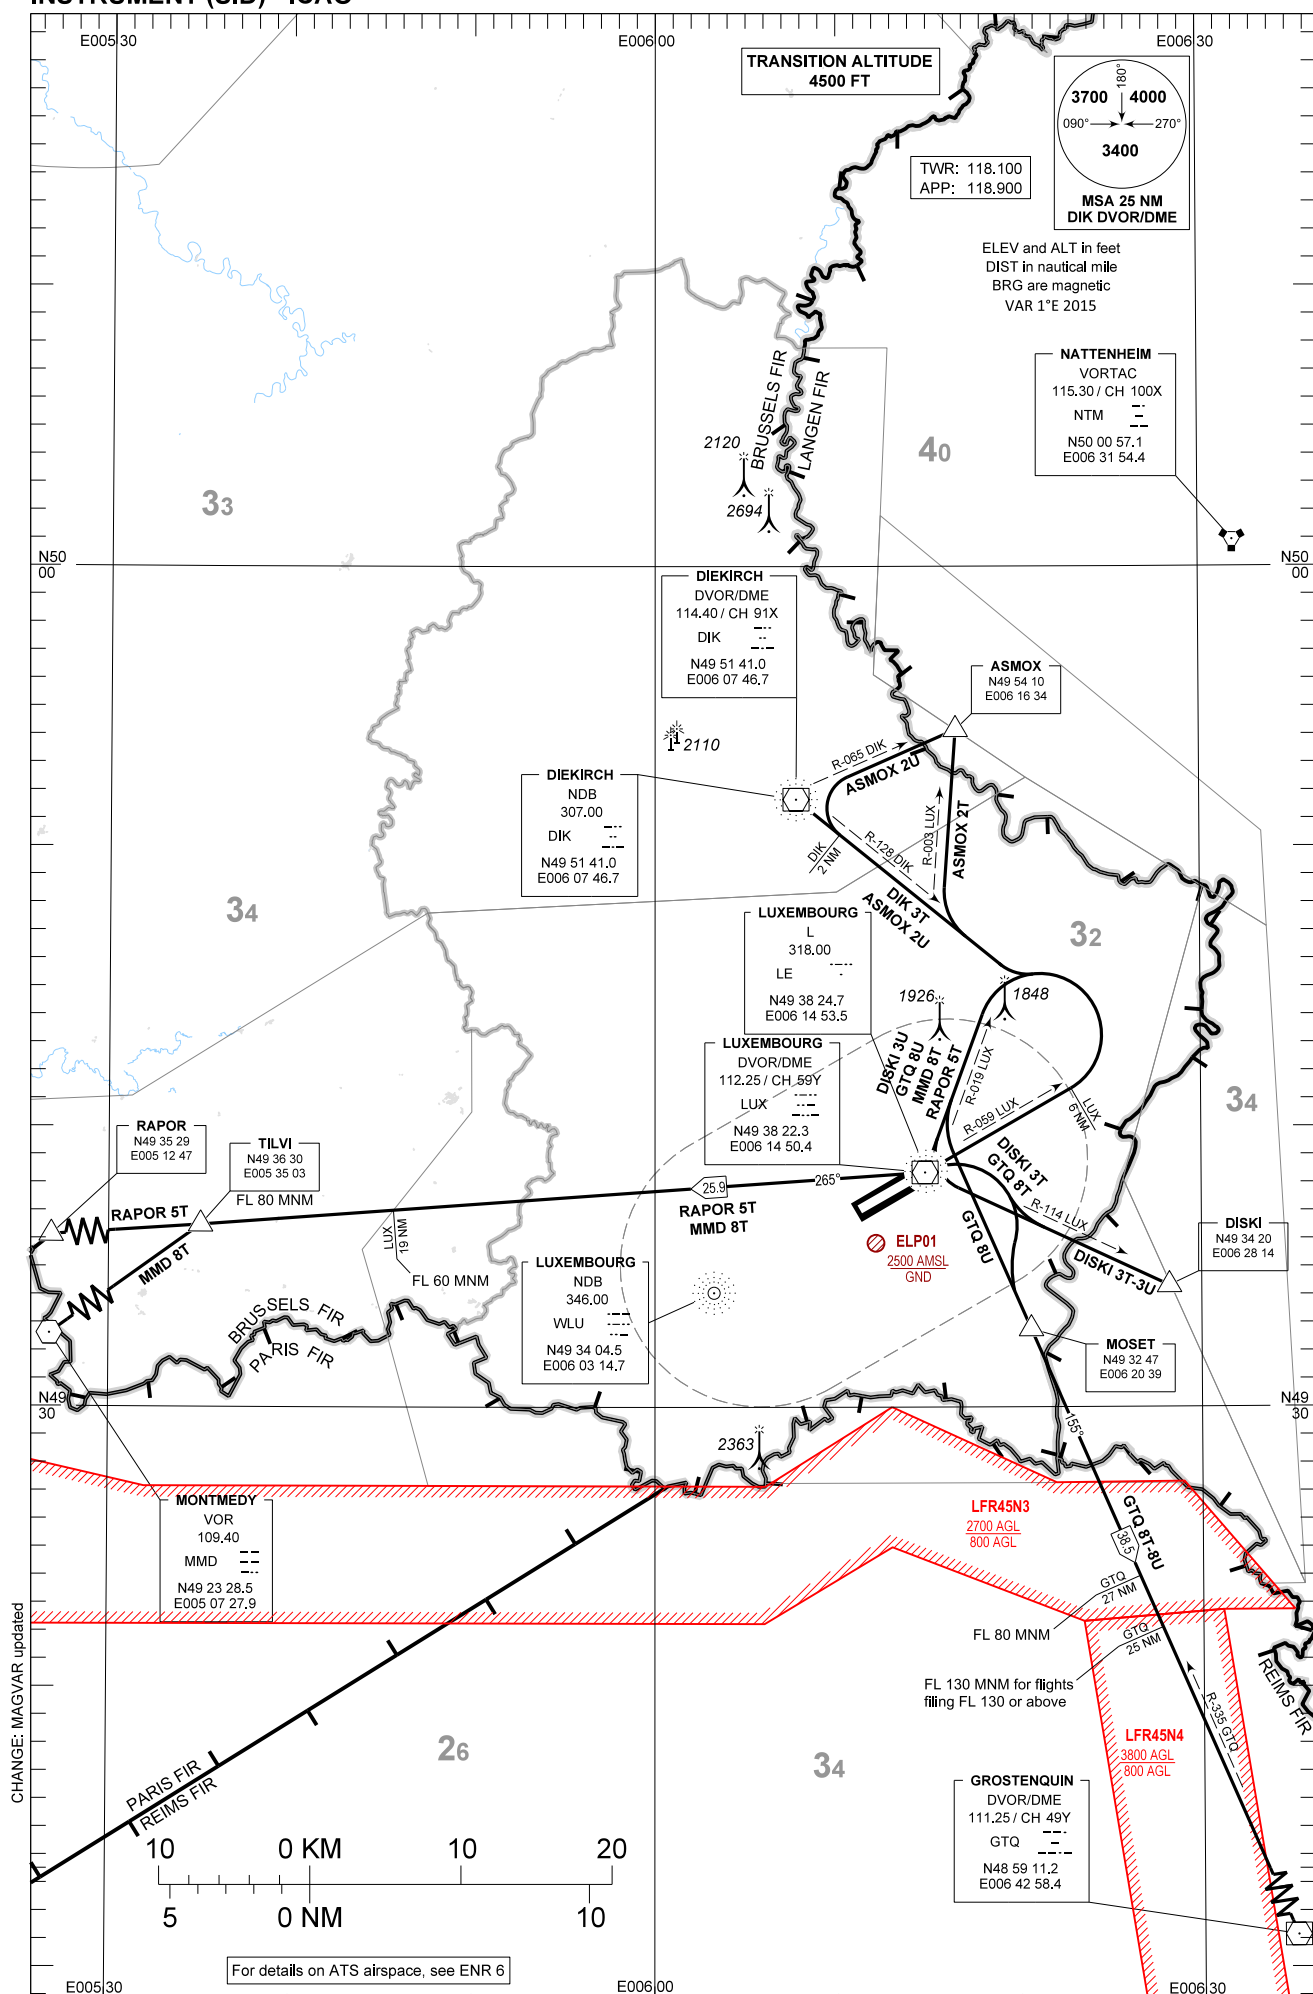 INSTRUMENT (SID) - ICAO
E005 30
E006 00
E006 30
TRANSITION ALTITUDE
4500 FT
180°
3700
4000
090°
270°
3400
MSA 25 NM
DIK DVOR/DME
TWR: 118.100
APP: 118.900
ELEV and ALT in feet
DIST in nautical mile
BRG are magnetic
VAR 1°E 2015
NATTENHEIM
VORTAC
115.30 / CH 100X
NTM
N50 00 57.1
E006 31 54.4
BRUSSELS FIR
LANGEN FIR
2120
2694
40
33
N50
00
N50
00
DIEKIRCH
DVOR/DME
114.40 / CH 91X
DIK
N49 51 41.0
E006 07 46.7
ASMOX
N49 54 10
E006 16 34
2110
R-065 DIK
ASMOX 2U
DIEKIRCH
NDB
307.00
DIK
N49 51 41.0
E006 07 46.7
DIK
2 NM
R-128 DIK
R-003 LUX
ASMOX 2T
DIK 3T
ASMOX 2U
34
32
LUXEMBOURG
L
318.00
LE
N49 38 24.7
E006 14 53.5
1926
1848
LUXEMBOURG
DVOR/DME
112.25 / CH 59Y
LUX
N49 38 22.3
E006 14 50.4
DISKI 3U
GTQ 8U
MMD 8T
RAPOR 5T
R-019 LUX
R-059 LUX
LUX
6 NM
34
RAPOR
N49 35 29
E005 12 47
TILVI
N49 36 30
E005 35 03
FL 80 MNM
DISKI 3T
GTQ 8T
R-114 LUX
RAPOR 5T
25.9
265°
RAPOR 5T
MMD 8T
MMD 8T
LUX
19 NM
FL 60 MNM
GTQ 8U
ELP01
2500 AMSL
GND
DISKI 3T-3U
DISKI
N49 34 20
E006 28 14
LUXEMBOURG
NDB
346.00
WLU
N49 34 04.5
E006 03 14.7
BRUSSELS FIR
PARIS FIR
MOSET
N49 32 47
E006 20 39
N49
30
N49
30
155°
2363
MONTMEDY
VOR
109.40
MMD
N49 23 28.5
E005 07 27.9
LFR45N3
2700 AGL
800 AGL
GTQ 8T-8U
38.5
GTQ
27 NM
FL 80 MNM
GTQ
25 NM
FL 130 MNM for flights
filing FL 130 or above
REIMS FIR
R-335 GTQ
LFR45N4
3800 AGL
800 AGL
26
34
CHANGE: MAGVAR updated
PARIS FIR
REIMS FIR
GROSTENQUIN
DVOR/DME
111.25 / CH 49Y
GTQ
N48 59 11.2
E006 42 58.4
10 0 KM 10 20
5 0 NM 10
For details on ATS airspace, see ENR 6
E005 30
E006 00
E006 30